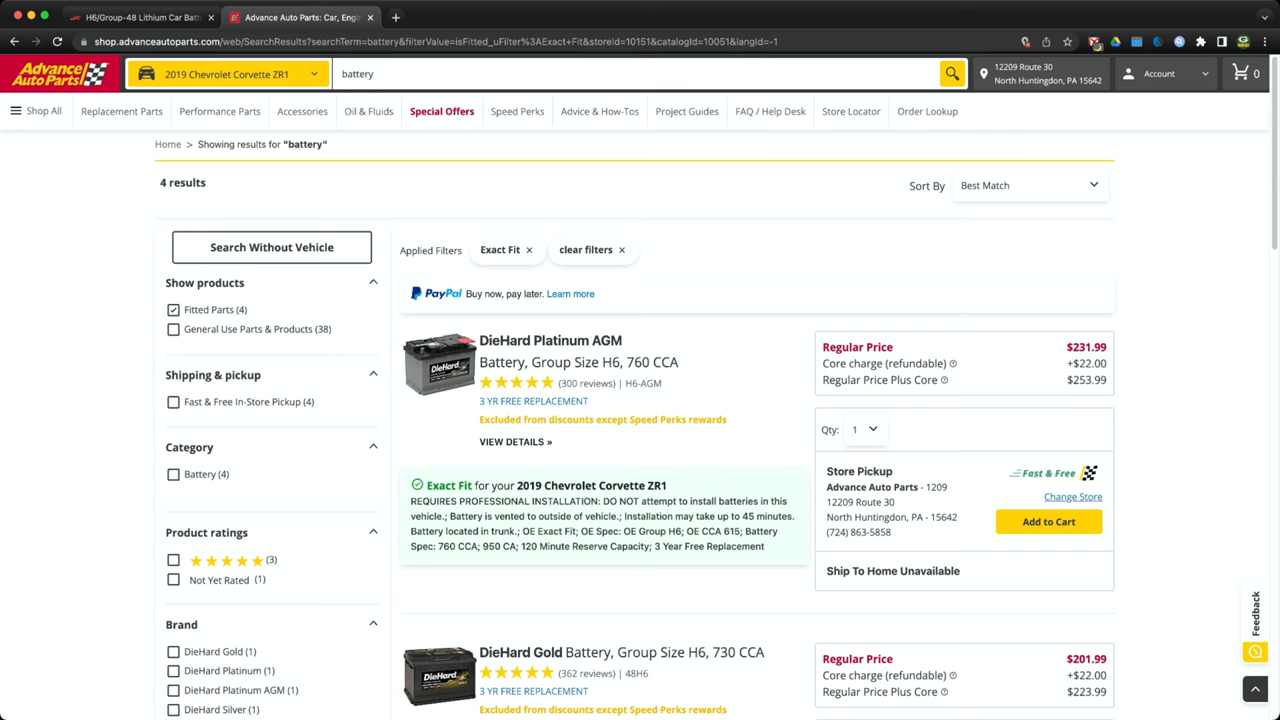 H6/Group-48 Lithium Car Batt
Advance Auto Parts: Car, Engi
shop.advanceautoparts.com/web/SearchResults?searchTerm=battery&filterValue=isFitted_uFilter%3AExact+Fit&storeId=10151&catalogId=10051&langId=-1
Advance Auto Parts
2019 Chevrolet Corvette ZR1
battery
12209 Route 30
North Huntingdon, PA 15642
Account
0
Shop All
Replacement Parts
Performance Parts
Accessories
Oil & Fluids
Special Offers
Speed Perks
Advice & How-Tos
Project Guides
FAQ / Help Desk
Store Locator
Order Lookup
Home > Showing results for "battery"
4 results
Sort By
Best Match
Search Without Vehicle
Applied Filters
Exact Fit ×
clear filters ×
PayPal Buy now, pay later. Learn more
Show products
Fitted Parts (4)
General Use Parts & Products (38)
Shipping & pickup
Fast & Free In-Store Pickup (4)
Category
Battery (4)
Product ratings
(3)
Not Yet Rated (1)
Brand
DieHard Gold (1)
DieHard Platinum (1)
DieHard Platinum AGM (1)
DieHard Silver (1)
DieHard
DieHard Platinum AGM
Battery, Group Size H6, 760 CCA
(300 reviews) | H6-AGM
3 YR FREE REPLACEMENT
Excluded from discounts except Speed Perks rewards
VIEW DETAILS »
Exact Fit for your 2019 Chevrolet Corvette ZR1
REQUIRES PROFESSIONAL INSTALLATION: DO NOT attempt to install batteries in this
vehicle.; Battery is vented to outside of vehicle.; Installation may take up to 45 minutes.
Battery located in trunk.; OE Exact Fit; OE Spec: OE Group H6; OE CCA 615; Battery
Spec: 760 CCA; 950 CA; 120 Minute Reserve Capacity; 3 Year Free Replacement
Regular Price $231.99
Core charge (refundable) +$22.00
Regular Price Plus Core $253.99
Qty: 1
Store Pickup
Fast & Free
Advance Auto Parts - 1209
Change Store
12209 Route 30
North Huntingdon, PA - 15642
(724) 863-5858
Add to Cart
Ship To Home Unavailable
DieHard
DieHard Gold Battery, Group Size H6, 730 CCA
(362 reviews) | 48H6
3 YR FREE REPLACEMENT
Excluded from discounts except Speed Perks rewards
Regular Price $201.99
Core charge (refundable) +$22.00
Regular Price Plus Core $223.99
Feedback